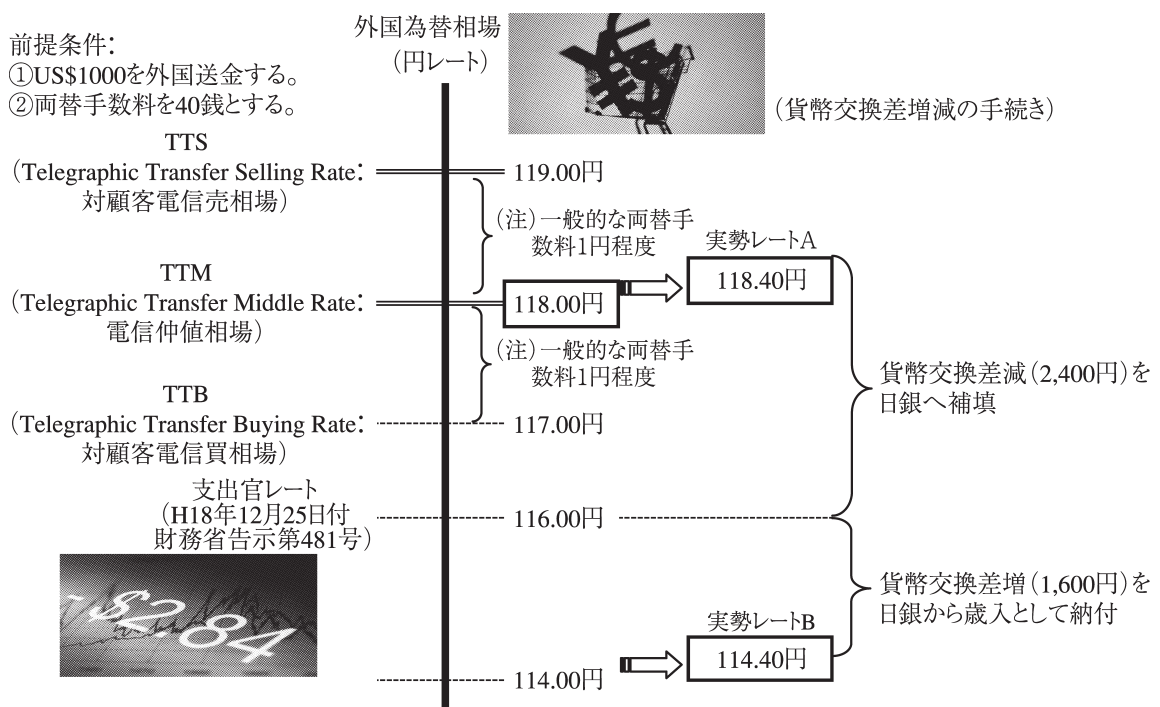 前提条件：
①US$1000を外国送金する。
②両替手数料を40銭とする。
外国為替相場
（円レート）
（貨幣交換差増減の手続き）
TTS
（Telegraphic Transfer Selling Rate：
対顧客電信売相場）
119.00円
（注）一般的な両替手
数料1円程度
実勢レートA
118.40円
TTM
（Telegraphic Transfer Middle Rate：
電信仲値相場）
118.00円
（注）一般的な両替手
数料1円程度
貨幣交換差減（2,400円）を
日銀へ補填
TTB
（Telegraphic Transfer Buying Rate：
対顧客電信買相場）
117.00円
支出官レート
（H18年12月25日付
財務省告示第481号）
116.00円
貨幣交換差増（1,600円）を
日銀から歳入として納付
実勢レートB
114.40円
114.00円
-$2.84